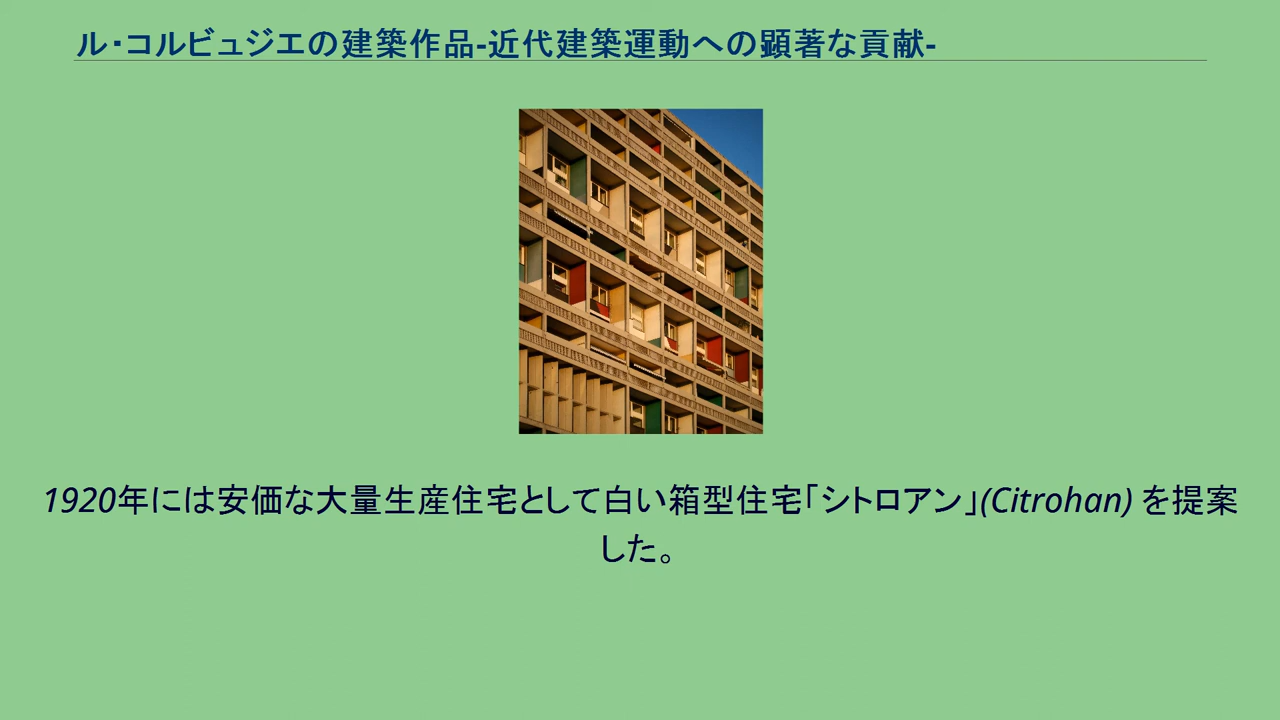 ル・コルビュジエの建築作品-近代建築運動への顕著な貢献-
1920年には安価な大量生産住宅として白い箱型住宅「シトロアン」(Citrohan) を提案
した。